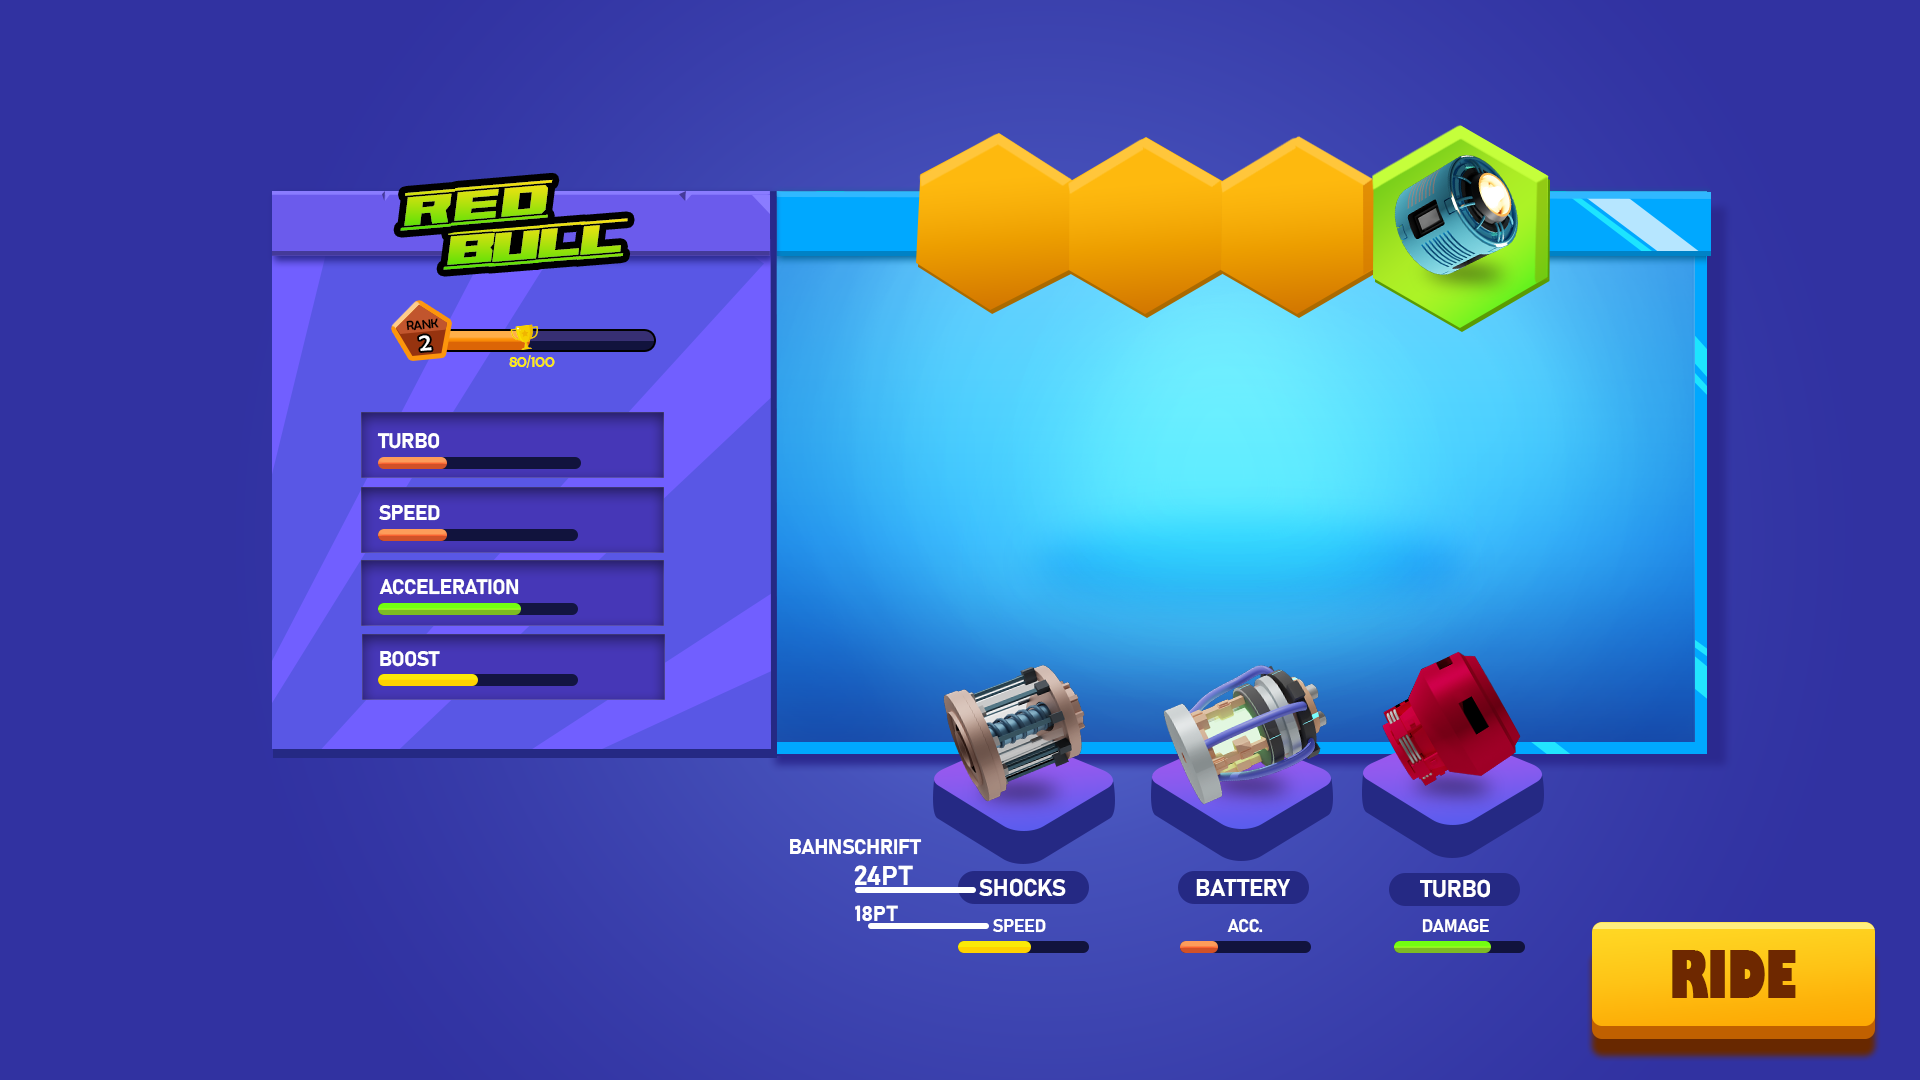 RED
BULL
RANK
2
80/100
TURBO
SPEED
ACCELERATION
BOOST
BAHNSCHRIFT
24PT
18PT
SHOCKS
SPEED
BATTERY
ACC.
TURBO
DAMAGE
RIDE